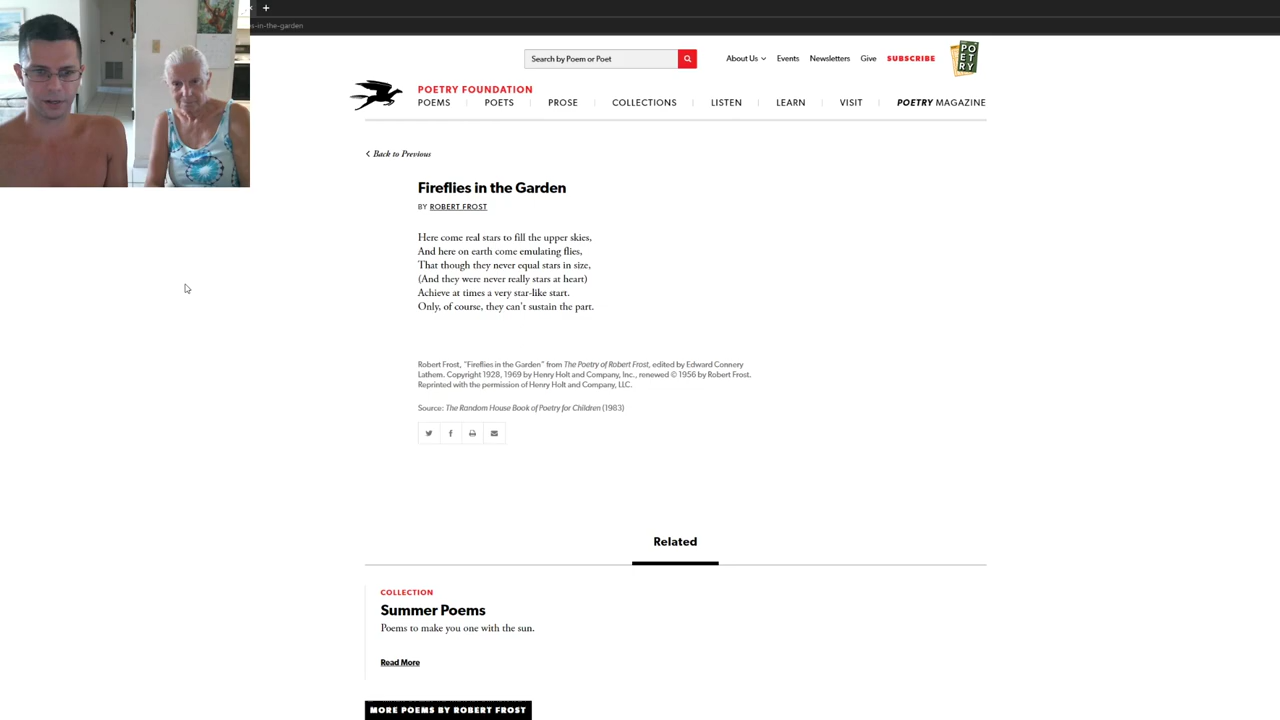 s-in-the-garden
Search by Poem or Poet
About Us
Events
Newsletters
Give
SUBSCRIBE
POETRY
POETRY FOUNDATION
POEMS
POETS
PROSE
COLLECTIONS
LISTEN
LEARN
VISIT
POETRY MAGAZINE
Back to Previous
Fireflies in the Garden
BY ROBERT FROST
Here come real stars to fill the upper skies,
And here on earth come emulating flies,
That though they never equal stars in size,
(And they were never really stars at heart)
Achieve at times a very star-like start.
Only, of course, they can't sustain the part.
Robert Frost, "Fireflies in the Garden" from The Poetry of Robert Frost, edited by Edward Connery
Lathem. Copyright 1928, 1969 by Henry Holt and Company, Inc., renewed © 1956 by Robert Frost.
Reprinted with the permission of Henry Holt and Company, LLC.
Source: The Random House Book of Poetry for Children (1983)
Related
COLLECTION
Summer Poems
Poems to make you one with the sun.
Read More
MORE POEMS BY ROBERT FROST